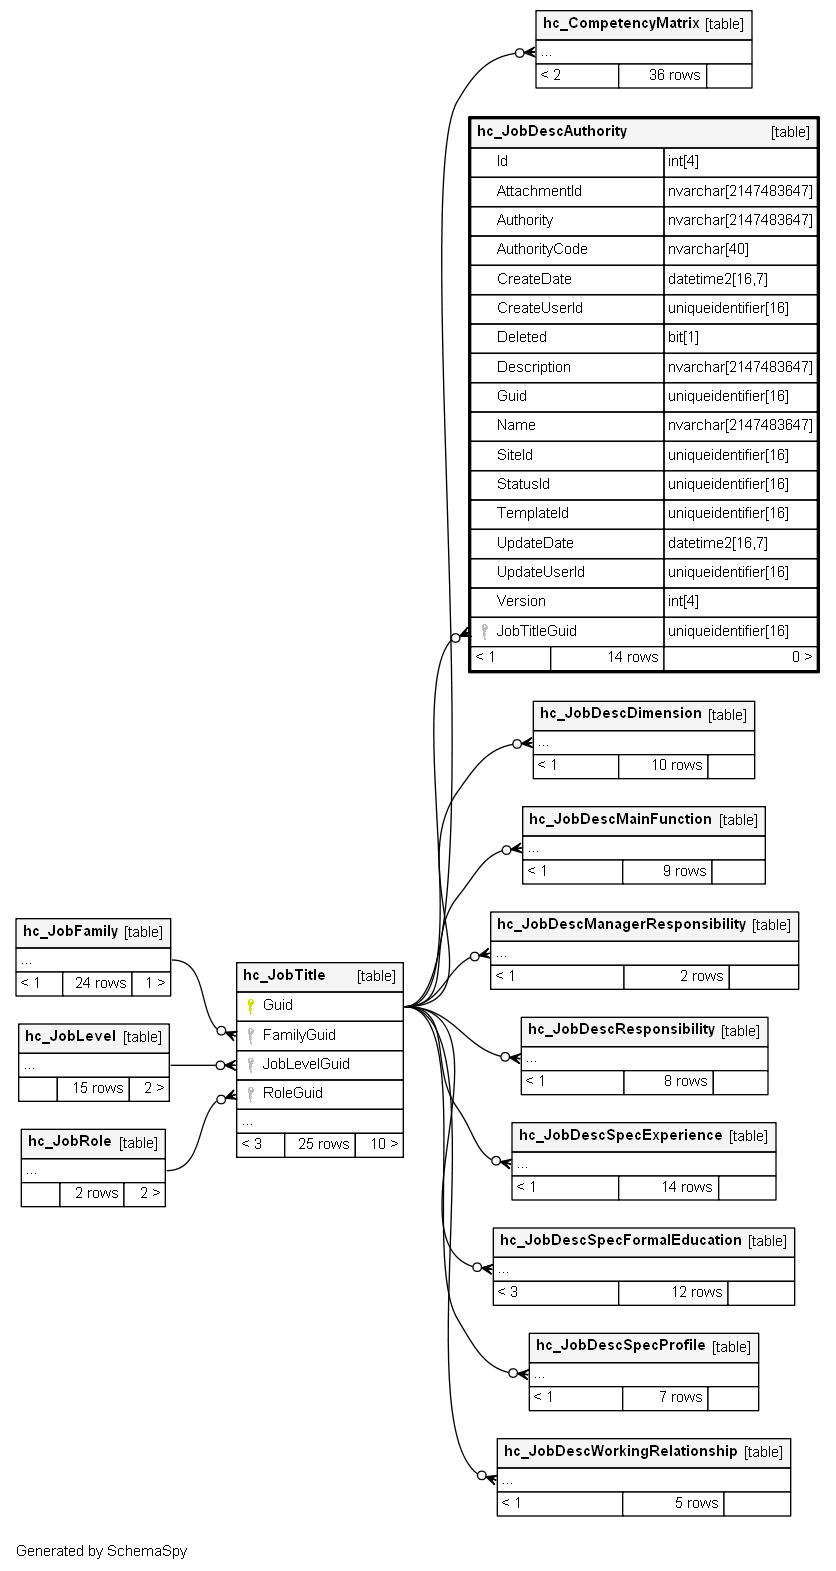 hc_CompetencyMatrix [table]
...
< 2 36 rows
hc_JobDescAuthority [table]
Id int[4]
AttachmentId nvarchar[2147483647]
Authority nvarchar[2147483647]
AuthorityCode nvarchar[40]
CreateDate datetime2[16,7]
CreateUserId uniqueidentifier[16]
Deleted bit[1]
Description nvarchar[2147483647]
Guid uniqueidentifier[16]
Name nvarchar[2147483647]
SiteId uniqueidentifier[16]
StatusId uniqueidentifier[16]
TemplateId uniqueidentifier[16]
UpdateDate datetime2[16,7]
UpdateUserId uniqueidentifier[16]
Version int[4]
JobTitleGuid uniqueidentifier[16]
< 1 14 rows 0 >
hc_JobDescDimension [table]
...
< 1 10 rows
hc_JobDescMainFunction [table]
...
< 1 9 rows
hc_JobDescManagerResponsibility [table]
...
< 1 2 rows
hc_JobFamily [table]
...
< 1 24 rows 1 >
hc_JobLevel [table]
...
15 rows 2 >
hc_JobRole [table]
...
2 rows 2 >
hc_JobTitle [table]
Guid
FamilyGuid
JobLevelGuid
RoleGuid
...
< 3 25 rows 10 >
hc_JobDescResponsibility [table]
...
< 1 8 rows
hc_JobDescSpecExperience [table]
...
< 1 14 rows
hc_JobDescSpecFormalEducation [table]
...
< 3 12 rows
hc_JobDescSpecProfile [table]
...
< 1 7 rows
hc_JobDescWorkingRelationship [table]
...
< 1 5 rows
Generated by SchemaSpy